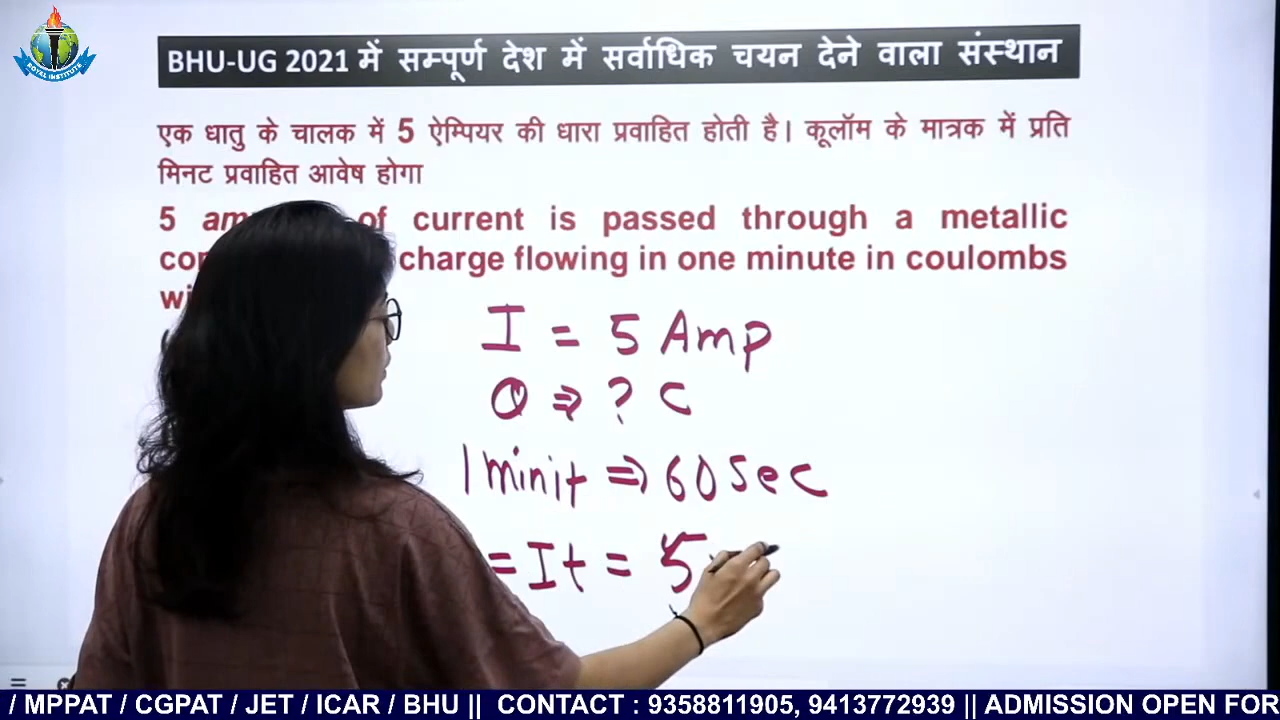 ROYAL INSTITUTE
BHU-UG 2021 में सम्पूर्ण देश में सर्वाधिक चयन देने वाला संस्थान
एक धातु के चालक में 5 ऐम्पियर की धारा प्रवाहित होती है। कूलॉम के मात्रक में प्रति
मिनट प्रवाहित आवेष होगा
5 of current is passed through a metallic
charge flowing in one minute in coulombs
I = 5 Amp
Q ⇒ ? C
1 minit ⇒ 60 Sec
= It = 5
/ MPPAT / CGPAT / JET / ICAR / BHU || CONTACT : 9358811905, 9413772939 || ADMISSION OPEN FOR